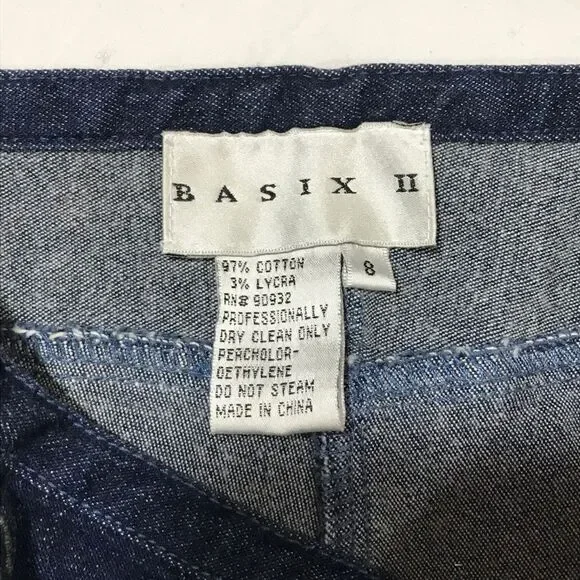 BASIX II
8
97% COTTON
3% LYCRA
RN# 90932
PROFESSIONALLY
DRY CLEAN ONLY
PERCHOLOR-
OETHYLENE
DO NOT STEAM
MADE IN CHINA